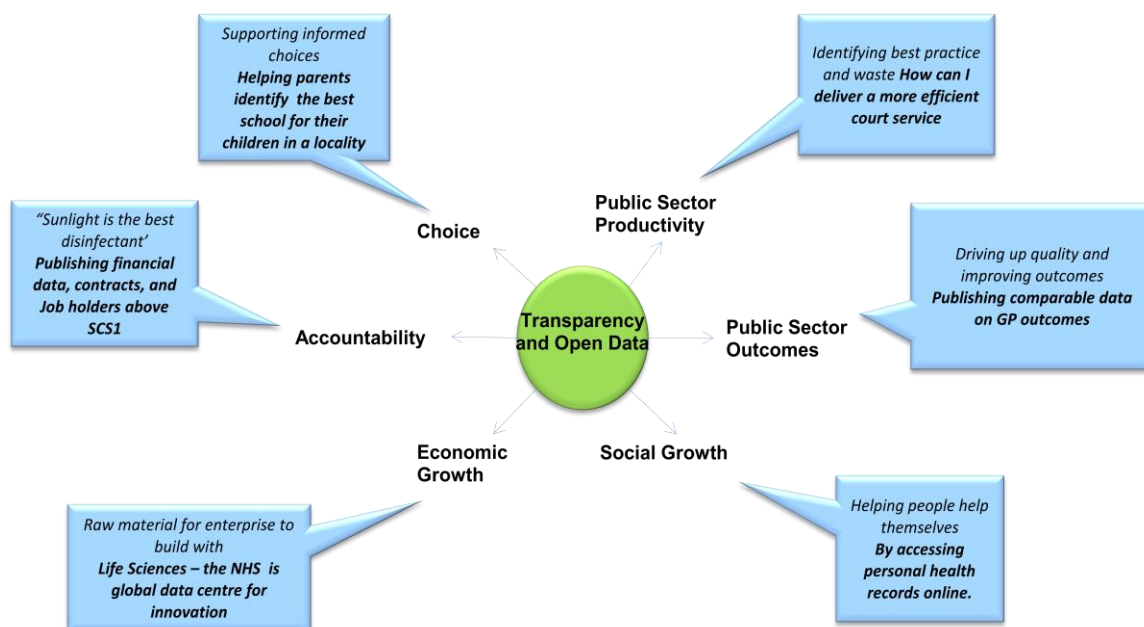 Supporting informed
choices
Helping parents
identify  the best
school for their
children in a locality
Identifying best practice
and waste How can I
deliver a more efficient
court service
Choice
Public Sector
Productivity
“Sunlight is the best
disinfectant’
Publishing financial
data, contracts, and
Job holders above
SCS1
Accountability
Transparency
and Open Data
Public Sector
Outcomes
Driving up quality and
improving outcomes
Publishing comparable data
on GP outcomes
Economic
Growth
Social Growth
Raw material for enterprise to
build with
Life Sciences – the NHS  is
global data centre for
innovation
Helping people help
themselves
By accessing
personal health
records online.